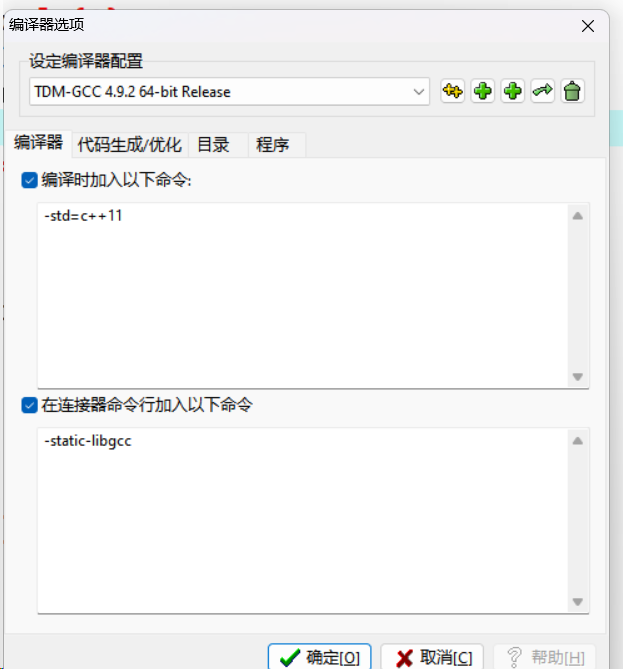 编译器选项
设定编译器配置
TDM-GCC 4.9.2 64-bit Release
编译器 代码生成/优化 目录 程序
编译时加入以下命令:
-std=c++11
在连接器命令行加入以下命令
-static-libgcc
确定[O] 取消[C] 帮助[H]